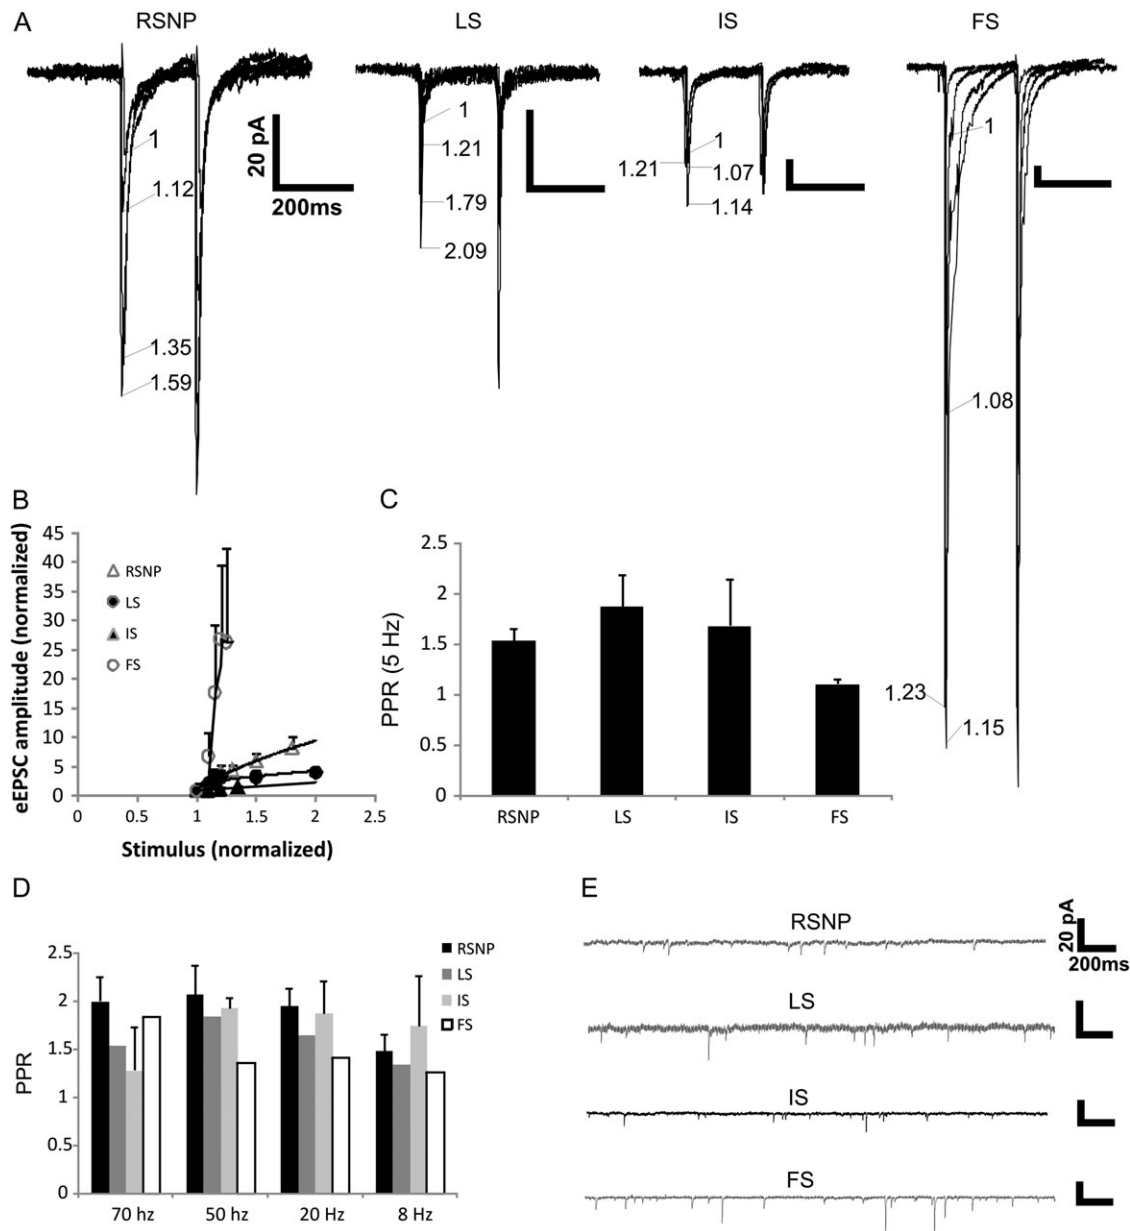 A
RSNP
LS
IS
FS
1
1.12
1.35
1.59
20 pA
200ms
1
1.21
1.79
2.09
1
1.21
1.07
1.14
1
1.08
1.23
1.15
B
eEPSC amplitude (normalized)
45
40
35
30
25
20
15
10
5
0
RSNP
LS
IS
FS
0
0.5
1
1.5
2
2.5
Stimulus (normalized)
C
PPR (5 Hz)
2.5
2
1.5
1
0.5
0
RSNP
LS
IS
FS
D
PPR
2.5
2
1.5
1
0.5
0
RSNP
LS
IS
FS
70 hz
50 hz
20 Hz
8 Hz
E
RSNP
20 pA
200ms
LS
IS
FS